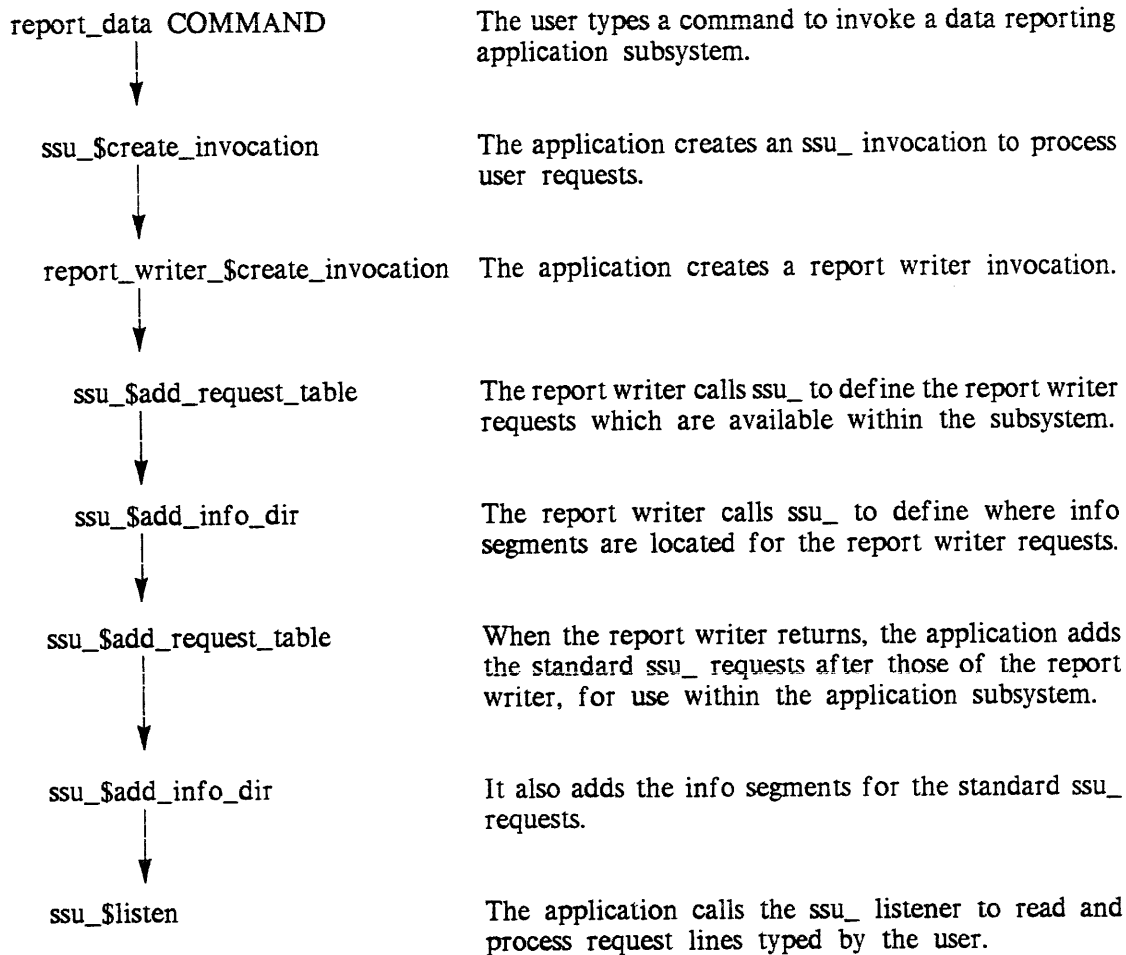 report_data COMMAND
The user types a command to invoke a data reporting
application subsystem.
ssu_$create_invocation
The application creates an ssu_ invocation to process
user requests.
report_writer_$create_invocation
The application creates a report writer invocation.
ssu_$add_request_table
The report writer calls ssu_ to define the report writer
requests which are available within the subsystem.
ssu_$add_info_dir
The report writer calls ssu_ to define where info
segments are located for the report writer requests.
ssu_$add_request_table
When the report writer returns, the application adds
the standard ssu_ requests after those of the report
writer, for use within the application subsystem.
ssu_$add_info_dir
It also adds the info segments for the standard ssu_
requests.
ssu_$listen
The application calls the ssu_ listener to read and
process request lines typed by the user.